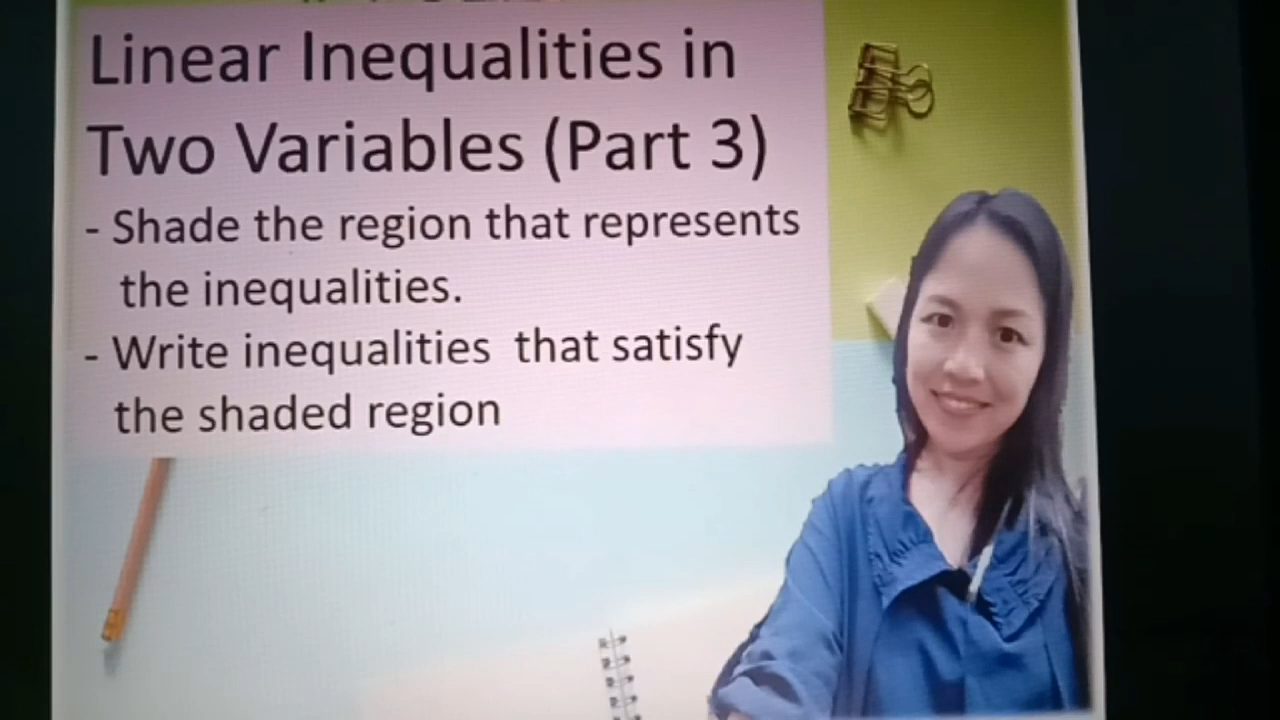 Linear Inequalities in
Two Variables (Part 3)
- Shade the region that represents
the inequalities.
- Write inequalities that satisfy
the shaded region